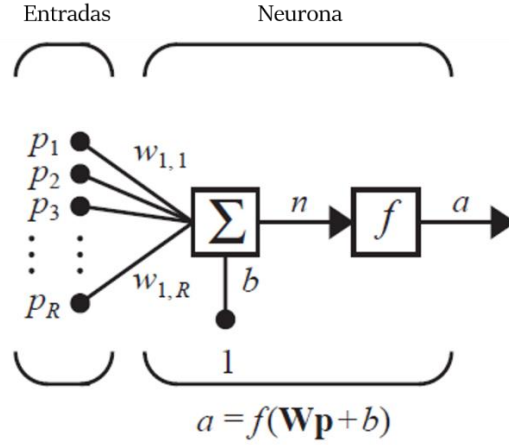 Entradas Neurona
p1
w1,1
p2
p3
Σ n f a
w1,R b
pR
1
a = f(Wp + b)